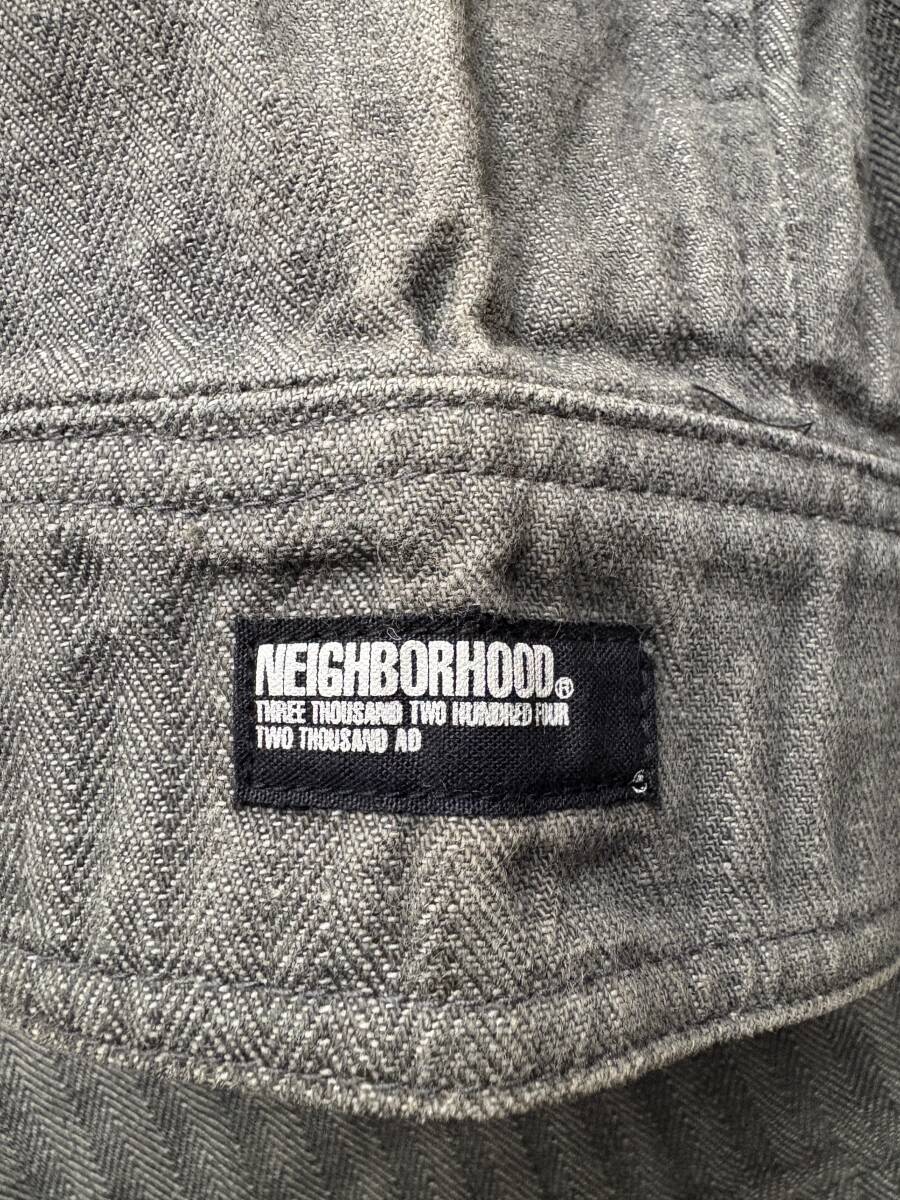 NEIGHBORHOOD®
THREE THOUSAND TWO HUNDRED FOUR
TWO THOUSAND AD